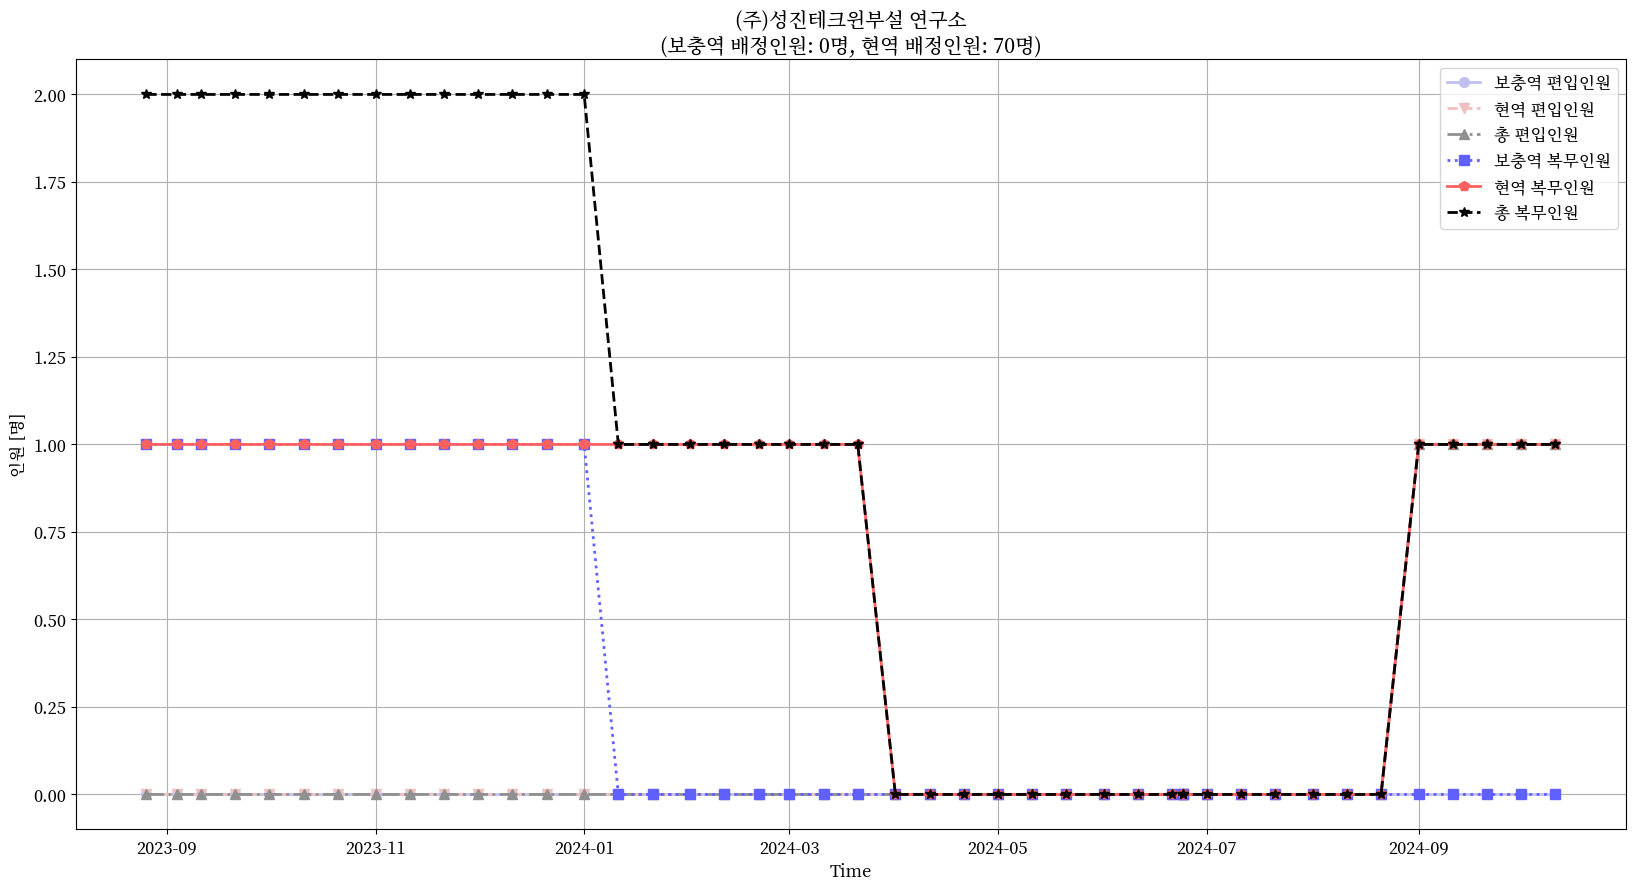 (주)성진테크윈부설 연구소
(보충역 배정인원: 0명, 현역 배정인원: 70명)
보충역 편입인원
현역 편입인원
총 편입인원
보충역 복무인원
현역 복무인원
총 복무인원
2.00
1.75
1.50
1.25
1.00
0.75
0.50
0.25
0.00
인원 [명]
2023-09
2023-11
2024-01
2024-03
2024-05
2024-07
2024-09
Time